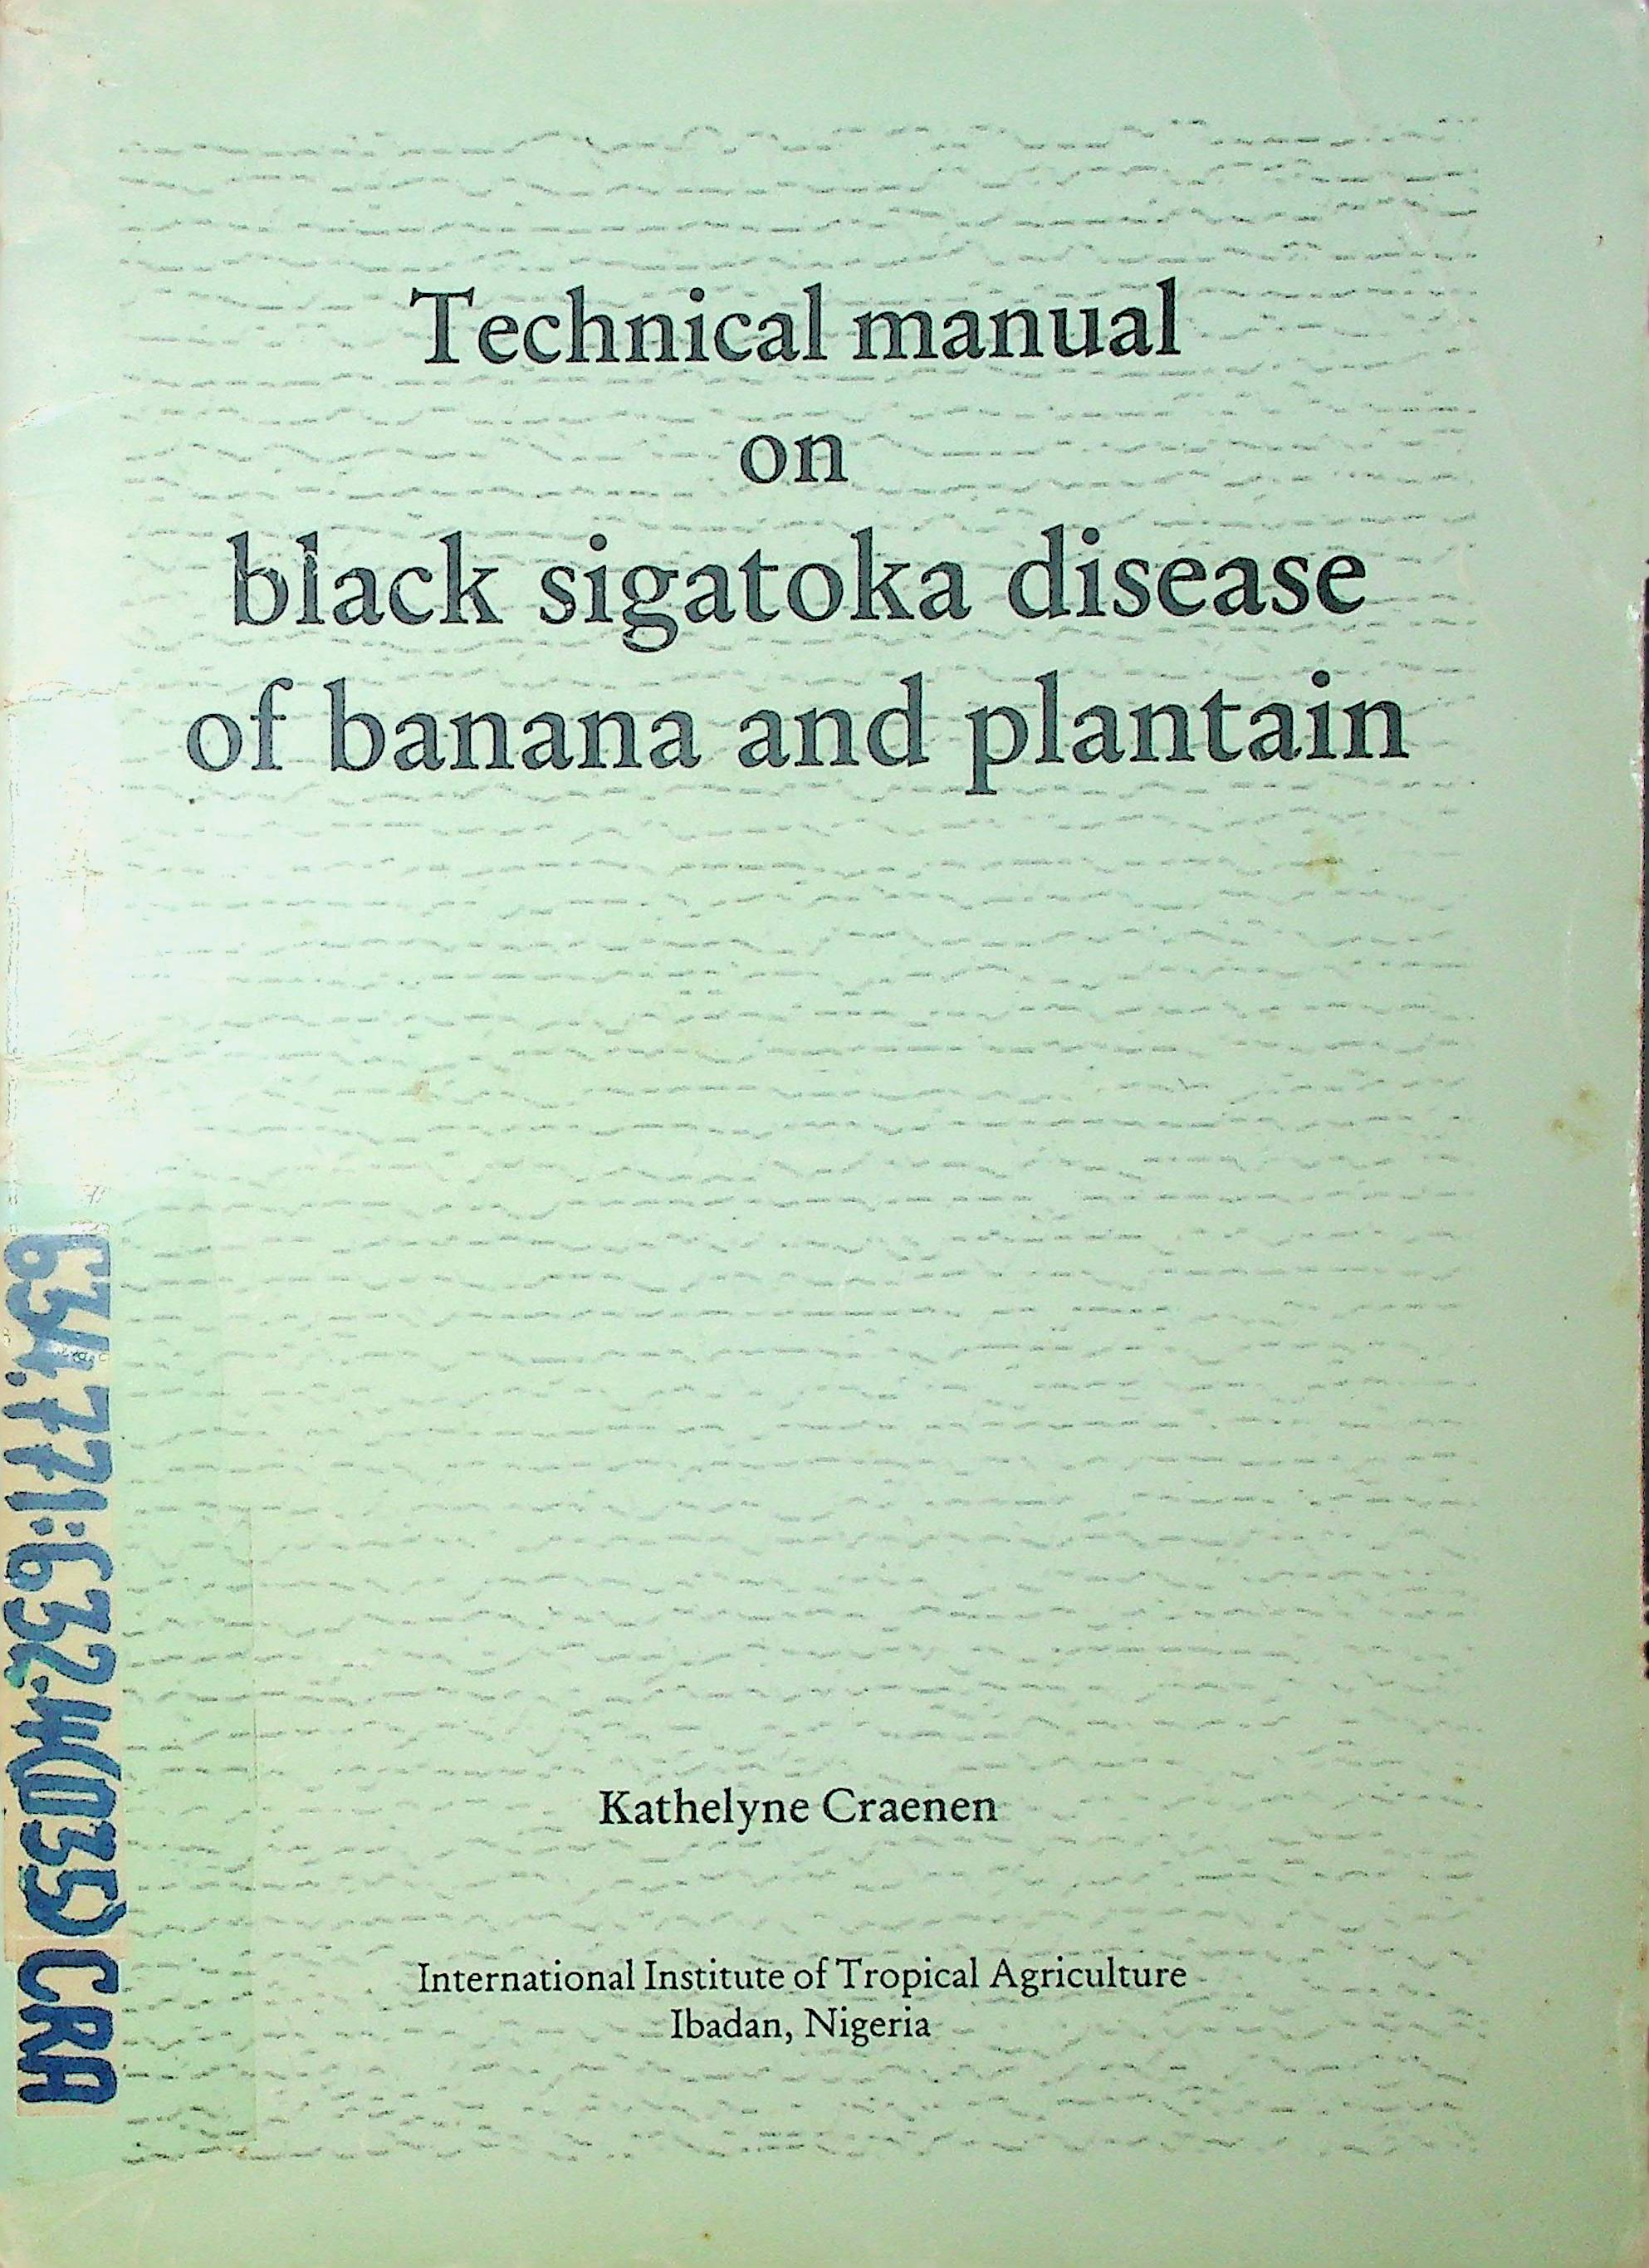 Technical manual
on
black sigatoka disease
of banana and plantain
Kathelyne Craenen
International Institute of Tropical Agriculture
Ibadan, Nigeria
634.771:632.4(035) CRA